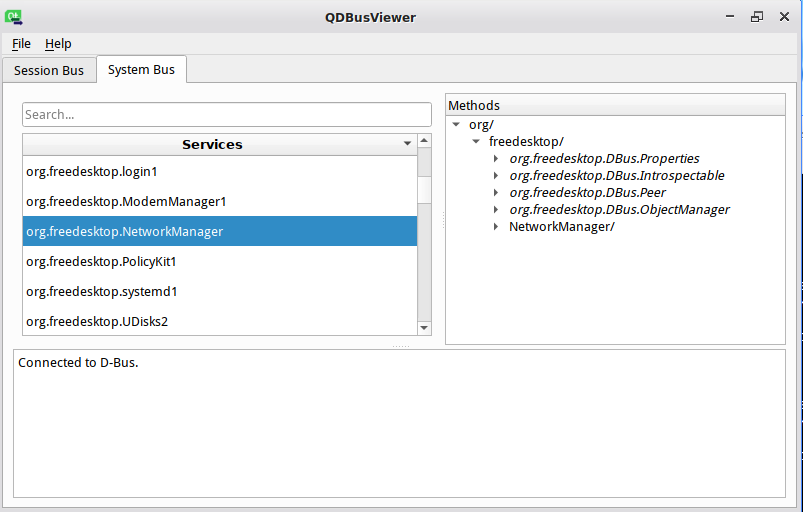 QDBusViewer
File Help
Session Bus System Bus
Search...
Services
org.freedesktop.login1
org.freedesktop.ModemManager1
org.freedesktop.NetworkManager
org.freedesktop.PolicyKit1
org.freedesktop.systemd1
org.freedesktop.UDisks2
Methods
org/
freedesktop/
org.freedesktop.DBus.Properties
org.freedesktop.DBus.Introspectable
org.freedesktop.DBus.Peer
org.freedesktop.DBus.ObjectManager
NetworkManager/
Connected to D-Bus.